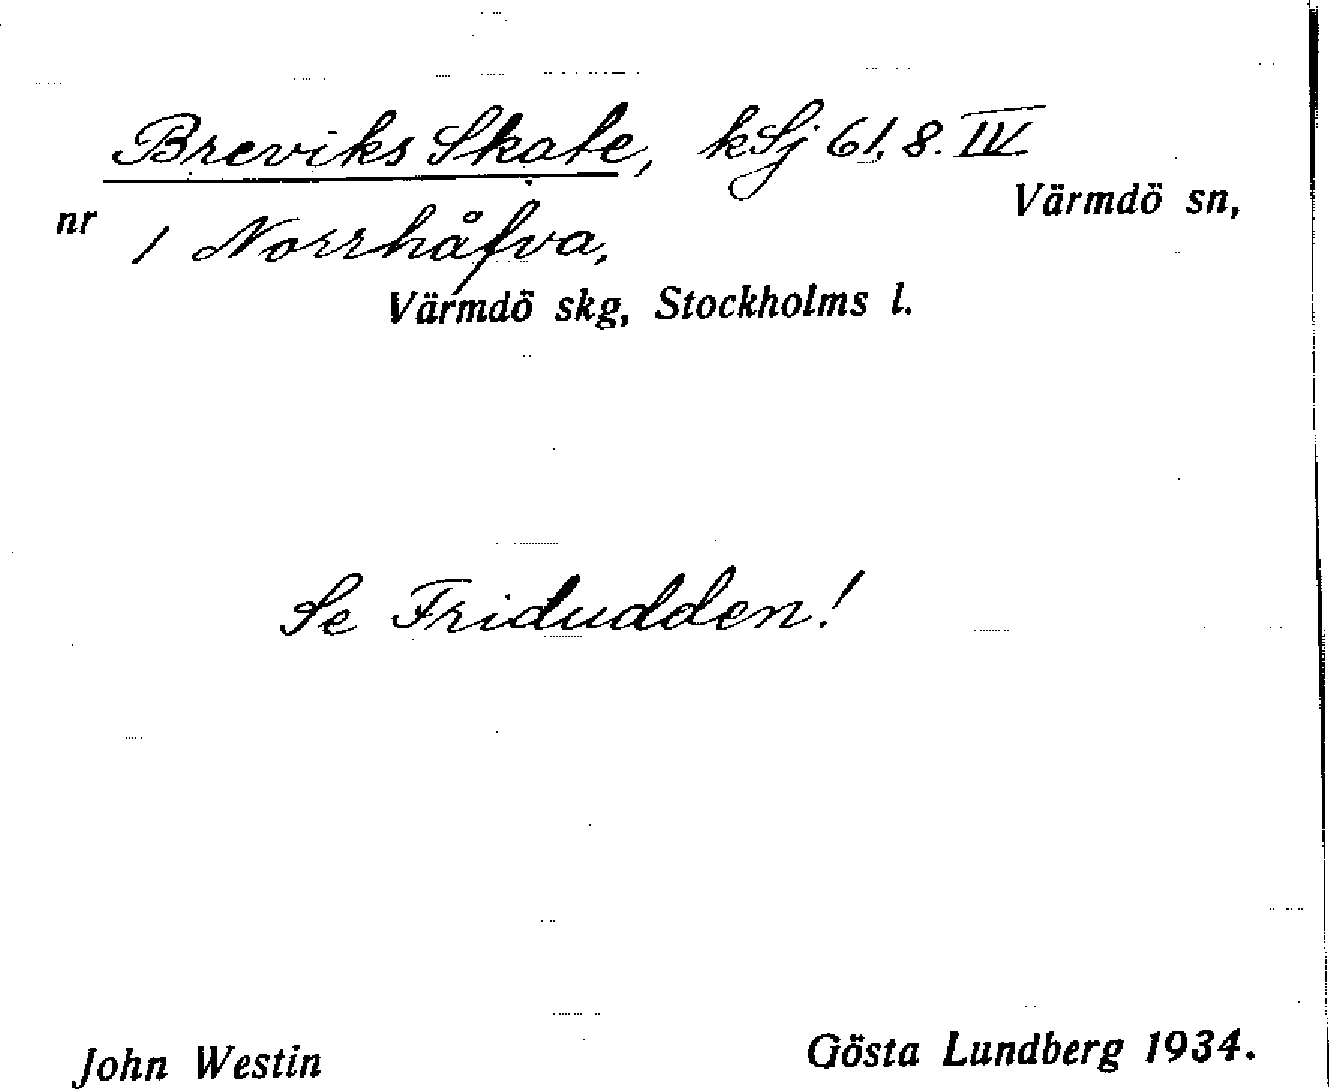 Breviks Skate, kSj 61. 8. IV.
Värmdö sn,
nr 1 Norrhåfva,
Värmdö skg, Stockholms l.
Se Fridudden!
John Westin
Gösta Lundberg 1934.